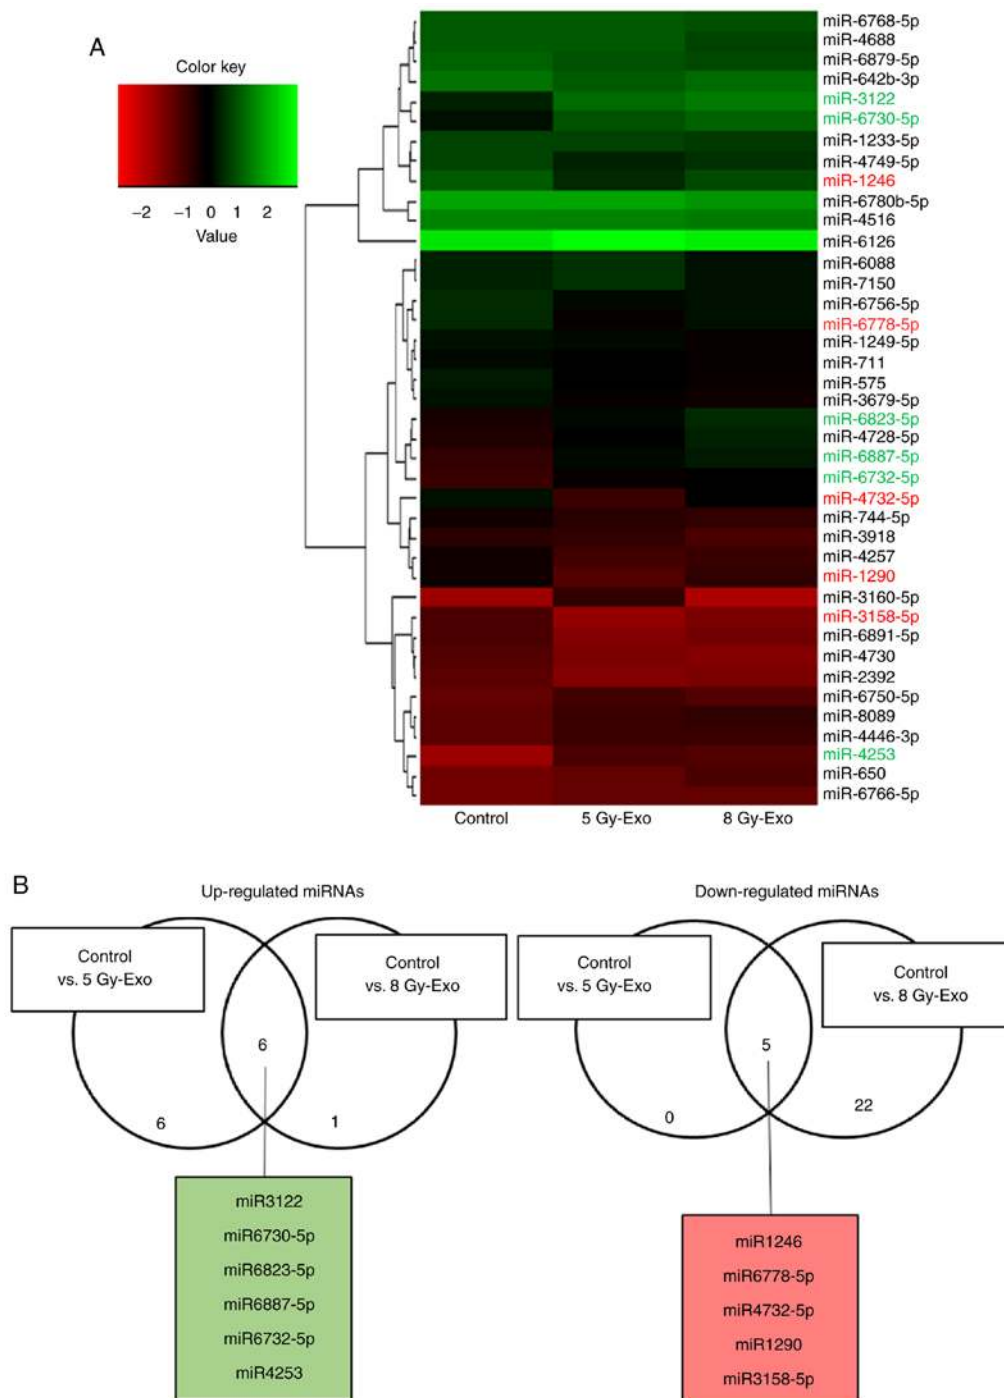 A
Color key
−2 −1 0 1 2
Value
miR-6768-5p
miR-4688
miR-6879-5p
miR-642b-3p
miR-3122
miR-6730-5p
miR-1233-5p
miR-4749-5p
miR-1246
miR-6780b-5p
miR-4516
miR-6126
miR-6088
miR-7150
miR-6756-5p
miR-6778-5p
miR-1249-5p
miR-711
miR-575
miR-3679-5p
miR-6823-5p
miR-4728-5p
miR-6887-5p
miR-6732-5p
miR-4732-5p
miR-744-5p
miR-3918
miR-4257
miR-1290
miR-3160-5p
miR-3158-5p
miR-6891-5p
miR-4730
miR-2392
miR-6750-5p
miR-8089
miR-4446-3p
miR-4253
miR-650
miR-6766-5p
Control 5 Gy-Exo 8 Gy-Exo
B
Up-regulated miRNAs
Control
vs. 5 Gy-Exo
Control
vs. 8 Gy-Exo
6
6
1
miR3122
miR6730-5p
miR6823-5p
miR6887-5p
miR6732-5p
miR4253
Down-regulated miRNAs
Control
vs. 5 Gy-Exo
Control
vs. 8 Gy-Exo
5
0
22
miR1246
miR6778-5p
miR4732-5p
miR1290
miR3158-5p